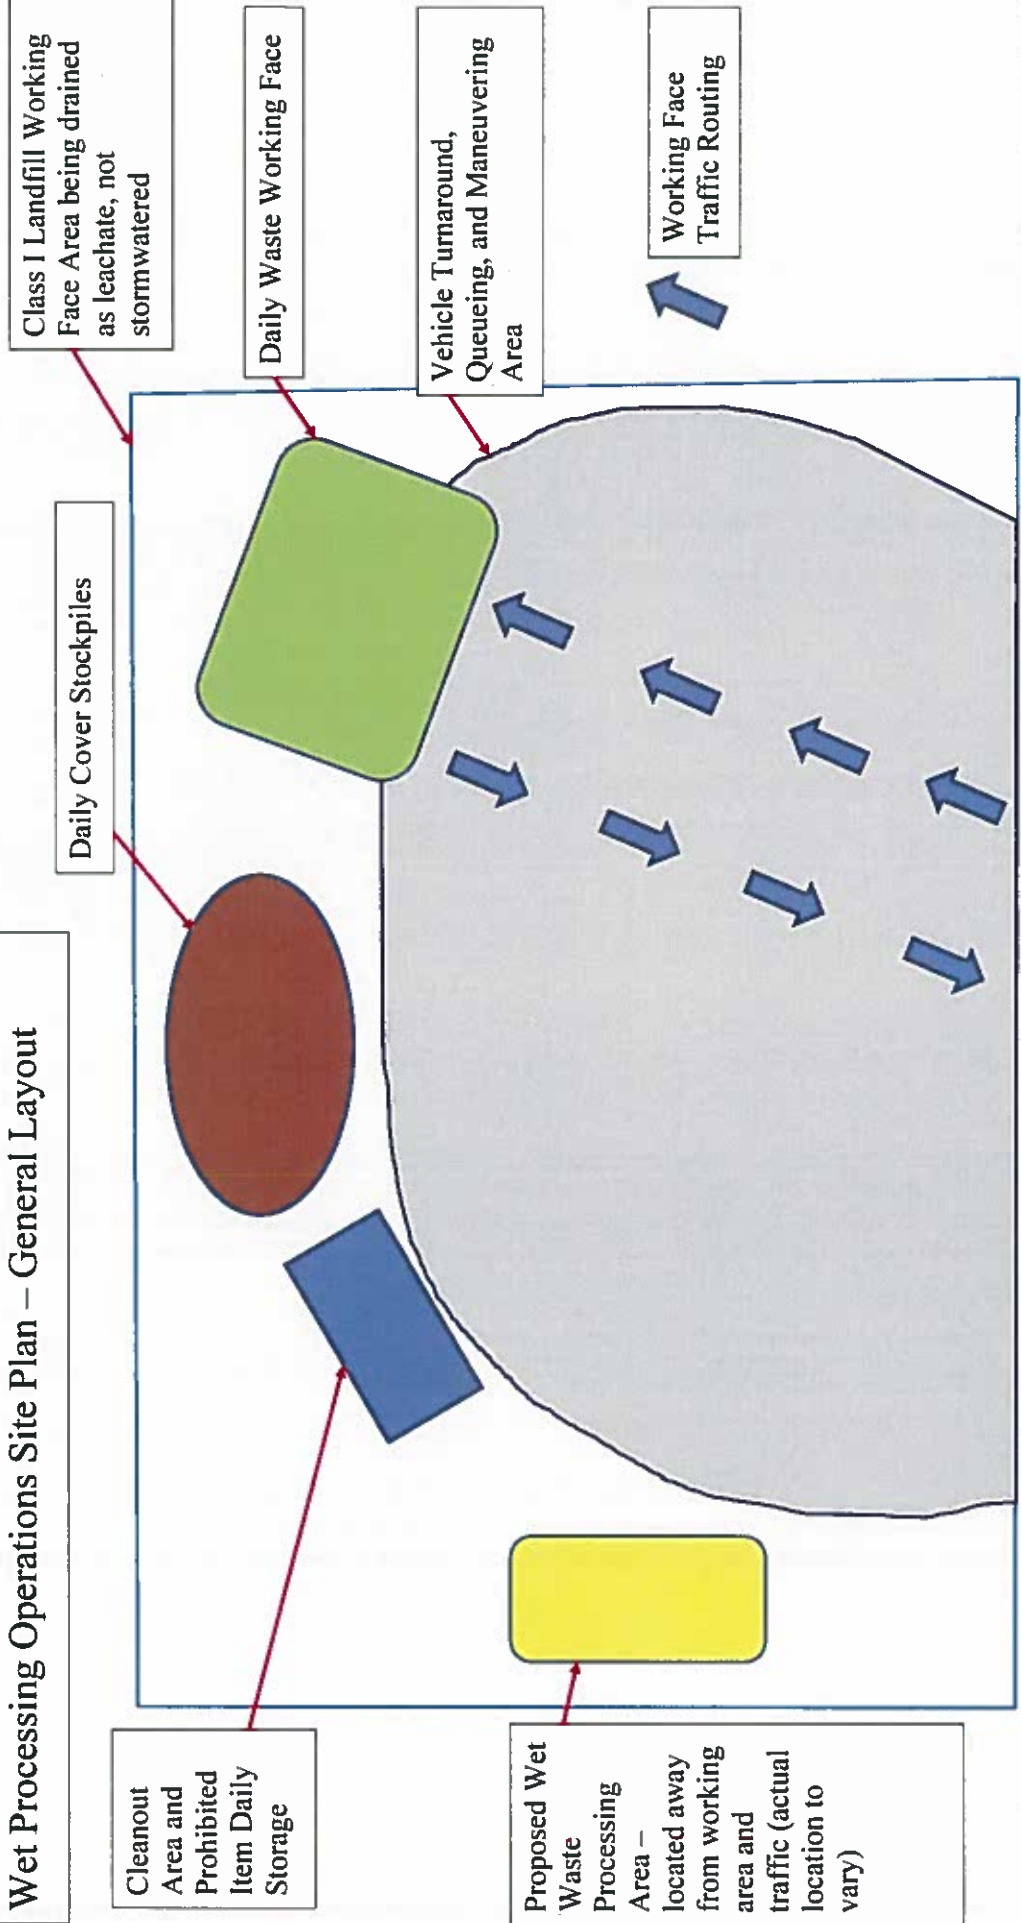 Wet Processing Operations Site Plan – General Layout
Cleanout
Area and
Prohibited
Item Daily
Storage
Daily Cover Stockpiles
Class I Landfill Working
Face Area being drained
as leachate, not
stormwatered
Daily Waste Working Face
Vehicle Turnaround,
Queueing, and Maneuvering
Area
Working Face
Traffic Routing
Proposed Wet
Waste
Processing
Area –
located away
from working
area and
traffic (actual
location to
vary)